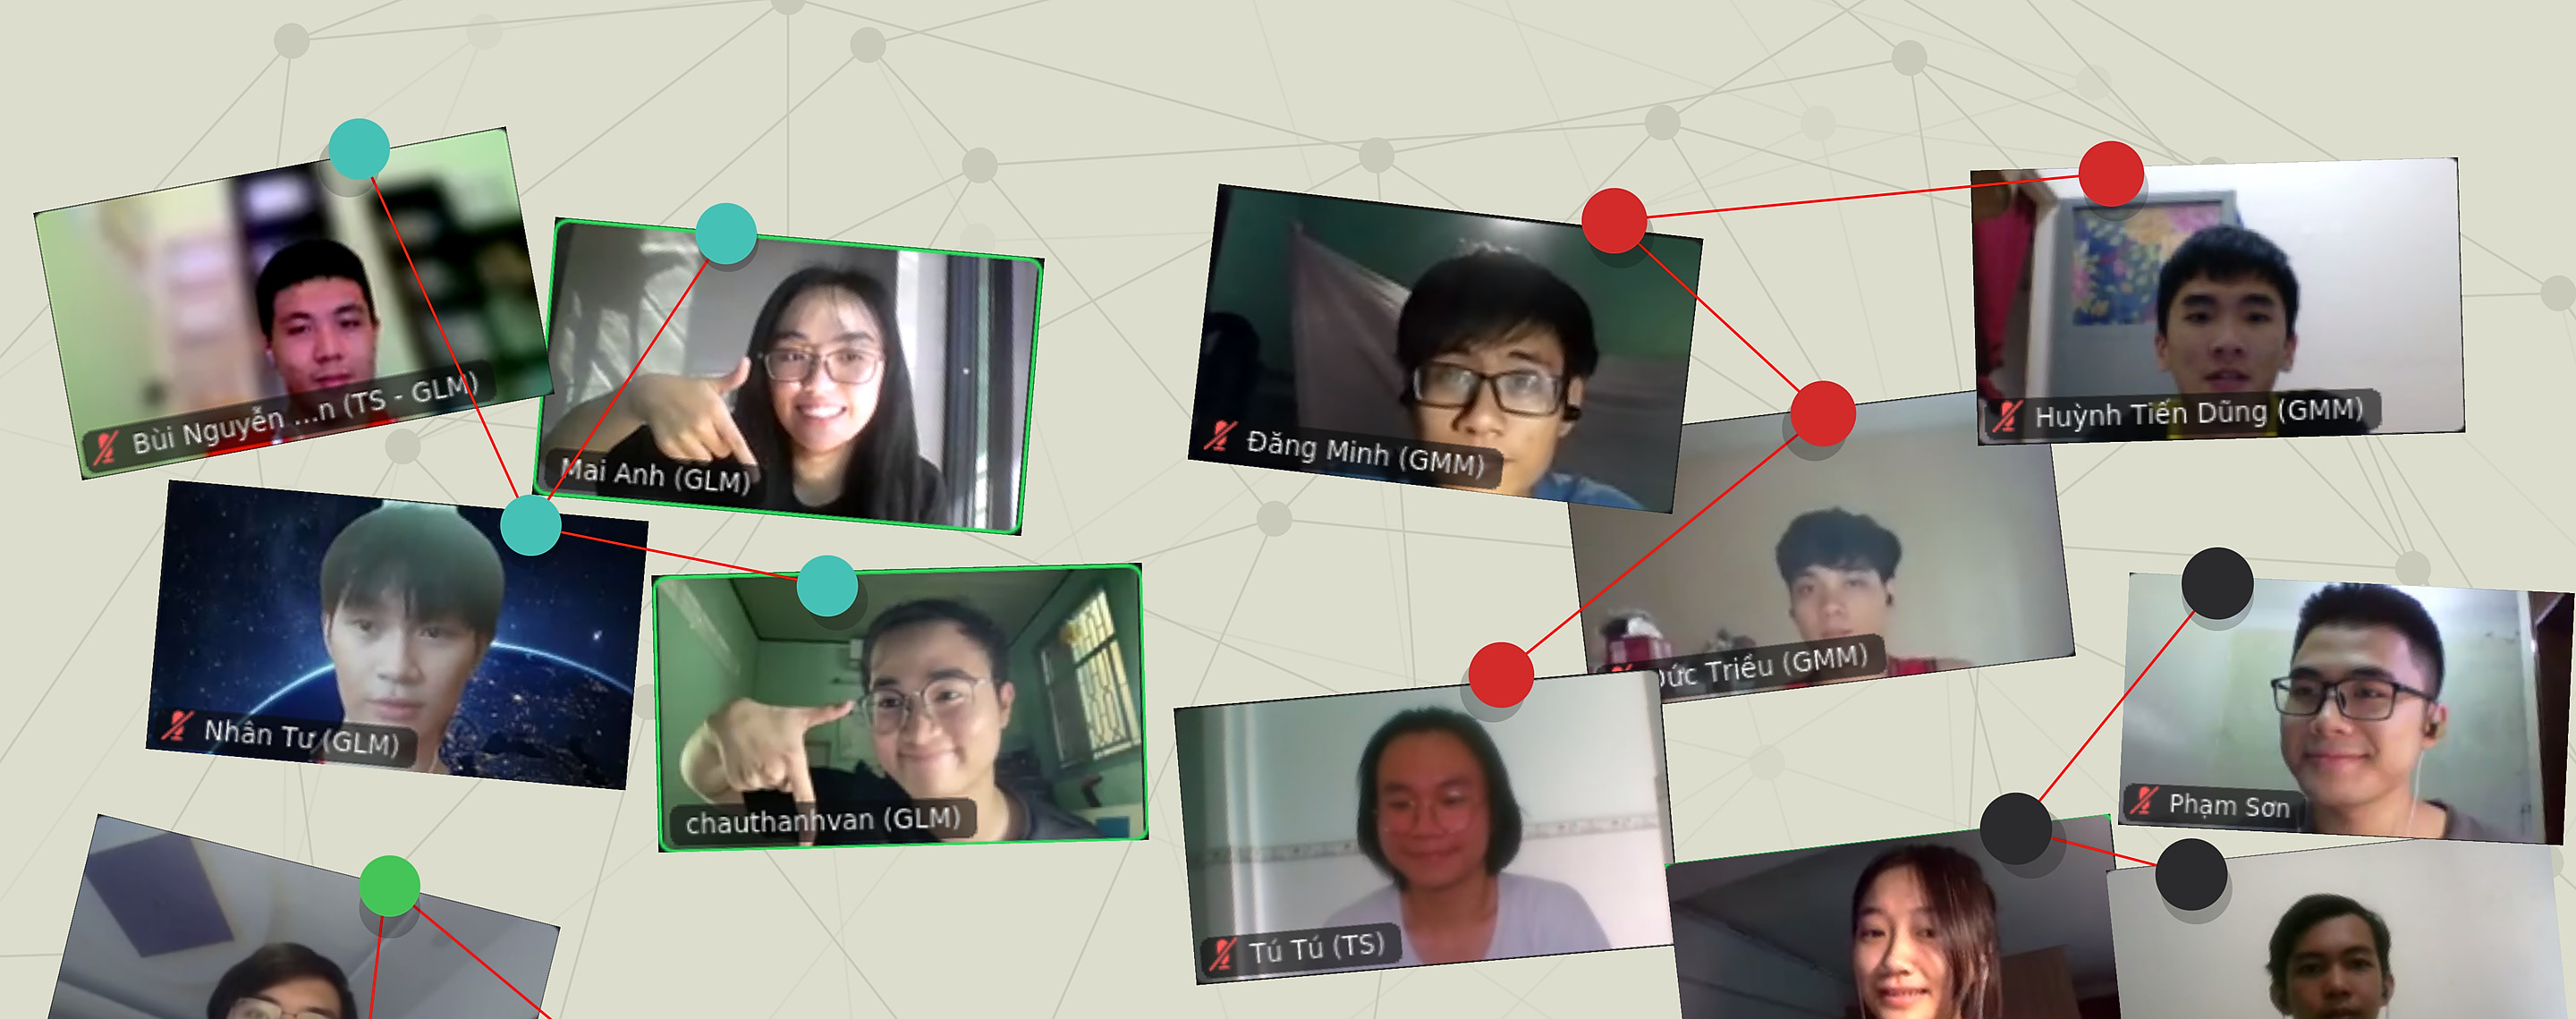 Bùi Nguyễn ...n (TS - GLM)
Mai Anh (GLM)
Đăng Minh (GMM)
Huỳnh Tiến Dũng (GMM)
Nhân Tư (GLM)
chauthanhvan (GLM)
Đức Triều (GMM)
Phạm Sơn
Tú Tú (TS)